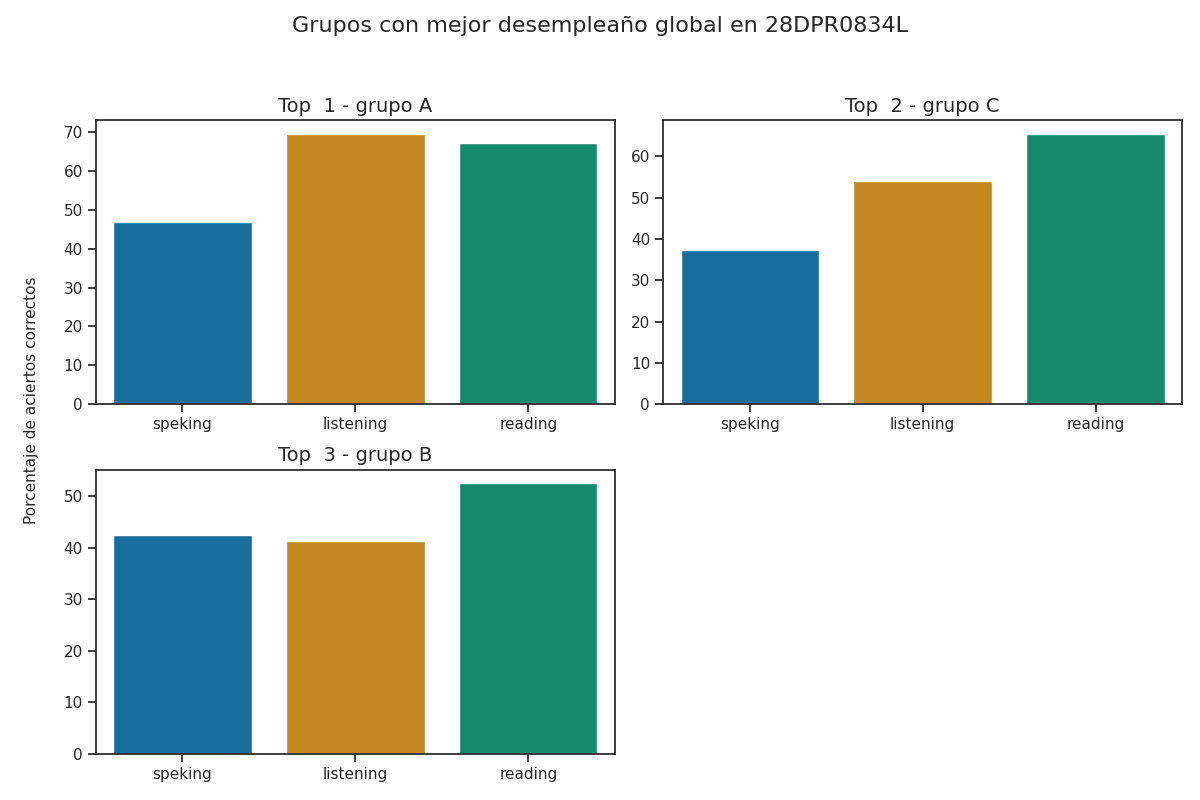 Grupos con mejor desempleaño global en 28DPR0834L
Porcentaje de aciertos correctos
Top  1 - grupo A
70
60
50
40
30
20
10
0
speking listening reading
Top  2 - grupo C
60
50
40
30
20
10
0
speking listening reading
Top  3 - grupo B
50
40
30
20
10
0
speking listening reading